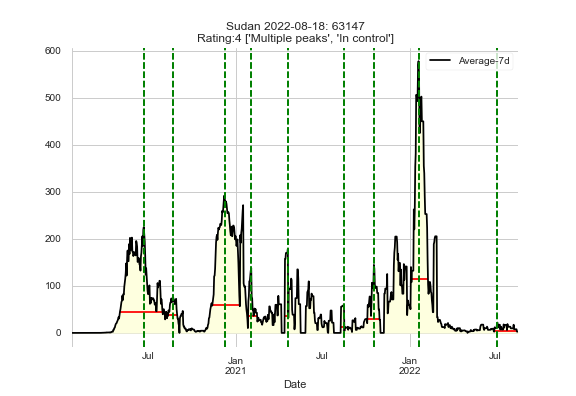 Sudan 2022-08-18: 63147
Rating:4 ['Multiple peaks', 'In control']
Average-7d
600
500
400
300
200
100
0
Jul
Jan
2021
Jul
Jan
2022
Jul
Date